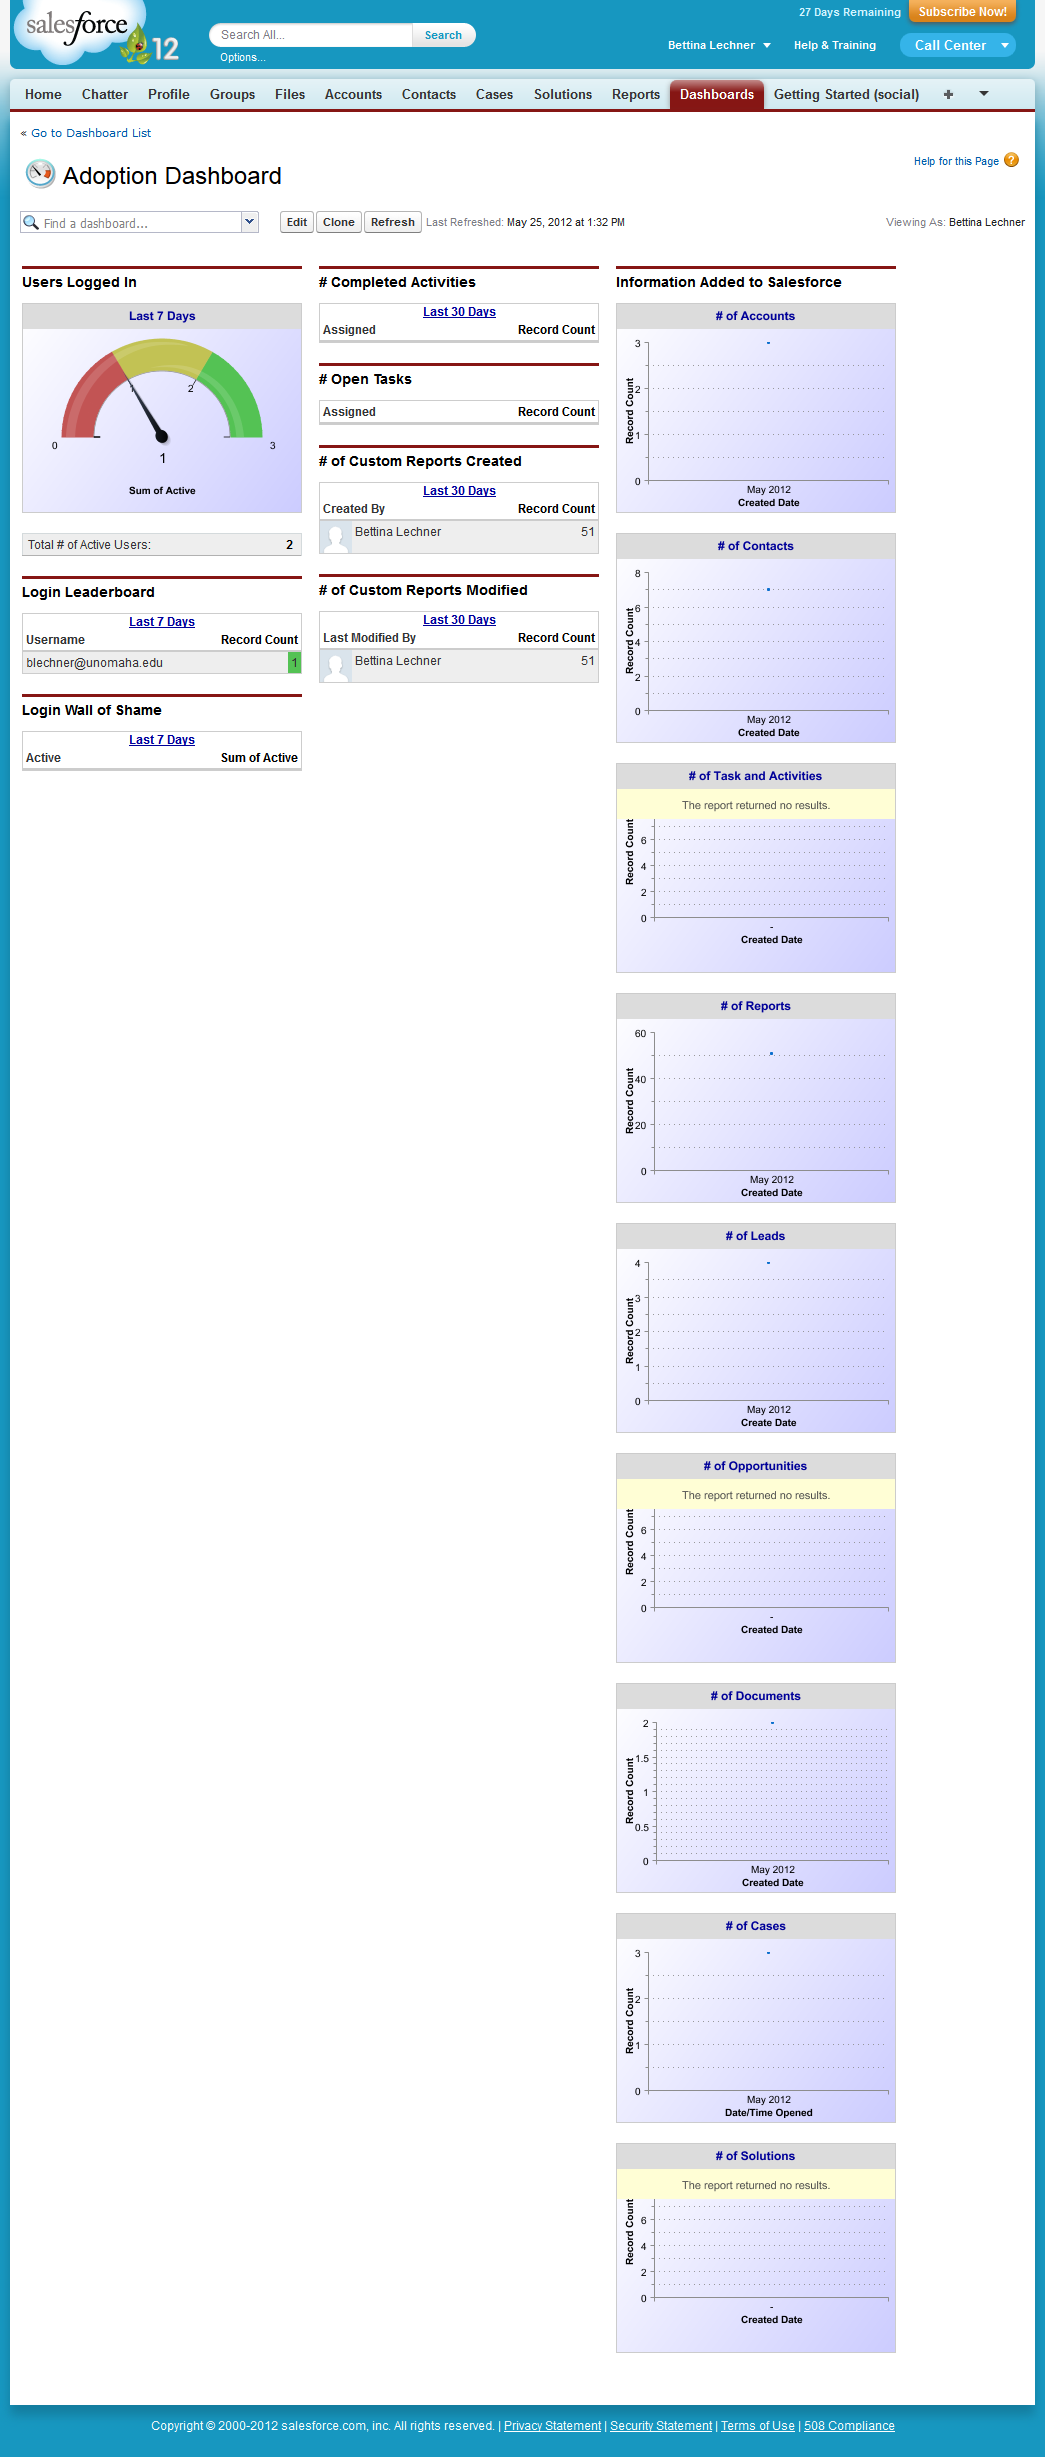 salesforce
12
Search All...
Search
Options...
27 Days Remaining
Subscribe Now!
Bettina Lechner
Help & Training
Call Center
Home Chatter Profile Groups Files Accounts Contacts Cases Solutions Reports Dashboards Getting Started (social)
« Go to Dashboard List
Adoption Dashboard
Help for this Page
Find a dashboard...
Edit Clone Refresh Last Refreshed: May 25, 2012 at 1:32 PM
Viewing As: Bettina Lechner
Users Logged In
Last 7 Days
0
1
2
3
1
Sum of Active
Total # of Active Users: 2
Login Leaderboard
Last 7 Days
Username Record Count
blechner@unomaha.edu 1
Login Wall of Shame
Last 7 Days
Active Sum of Active
# Completed Activities
Last 30 Days
Assigned Record Count
# Open Tasks
Assigned Record Count
# of Custom Reports Created
Last 30 Days
Created By Record Count
Bettina Lechner 51
# of Custom Reports Modified
Last 30 Days
Last Modified By Record Count
Bettina Lechner 51
Information Added to Salesforce
# of Accounts
Record Count
3
2
1
0
May 2012
Created Date
# of Contacts
Record Count
8
6
4
2
0
May 2012
Created Date
# of Task and Activities
The report returned no results.
Record Count
6
4
2
0
-
Created Date
# of Reports
Record Count
60
40
20
0
May 2012
Created Date
# of Leads
Record Count
4
3
2
1
0
May 2012
Create Date
# of Opportunities
The report returned no results.
Record Count
6
4
2
0
-
Created Date
# of Documents
Record Count
2
1.5
1
0.5
0
May 2012
Created Date
# of Cases
Record Count
3
2
1
0
May 2012
Date/Time Opened
# of Solutions
The report returned no results.
Record Count
6
4
2
0
-
Created Date
Copyright © 2000-2012 salesforce.com, inc. All rights reserved. | Privacy Statement | Security Statement | Terms of Use | 508 Compliance